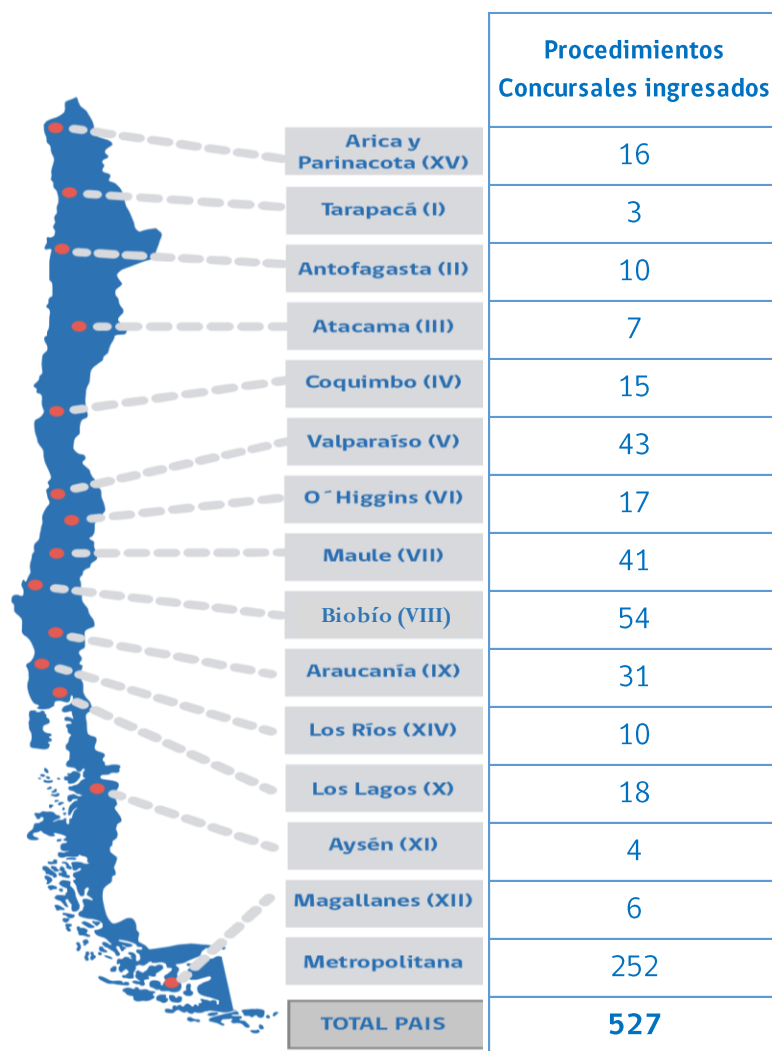 Procedimientos
Concursales ingresados
Arica y
Parinacota (XV)
16
Tarapacá (I)
3
Antofagasta (II)
10
Atacama (III)
7
Coquimbo (IV)
15
Valparaíso (V)
43
O´Higgins (VI)
17
Maule (VII)
41
Biobío (VIII)
54
Araucanía (IX)
31
Los Ríos (XIV)
10
Los Lagos (X)
18
Aysén (XI)
4
Magallanes (XII)
6
Metropolitana
252
TOTAL PAIS
527